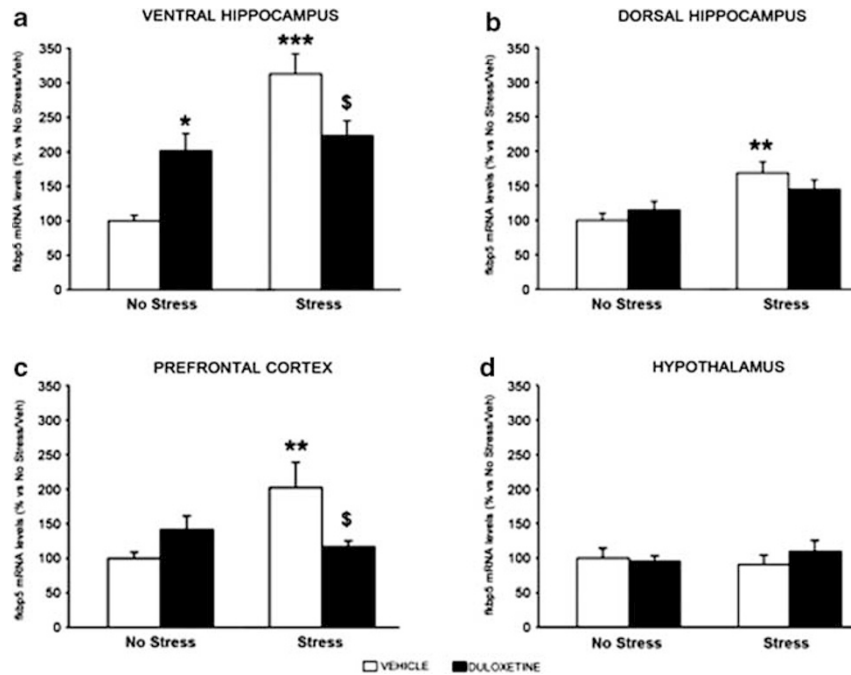 a
VENTRAL HIPPOCAMPUS
fkbp5 mRNA levels (% vs No Stress/Veh)
350
300
250
200
150
100
50
0
*
***
$
No Stress
Stress
b
DORSAL HIPPOCAMPUS
fkbp5 mRNA levels (% vs No Stress/Veh)
350
300
250
200
150
100
50
0
**
No Stress
Stress
c
PREFRONTAL CORTEX
fkbp5 mRNA levels (% vs No Stress/Veh)
350
300
250
200
150
100
50
0
**
$
No Stress
Stress
d
HYPOTHALAMUS
fkbp5 mRNA levels (% vs No Stress/Veh)
350
300
250
200
150
100
50
0
No Stress
Stress
VEHICLE
DULOXETINE